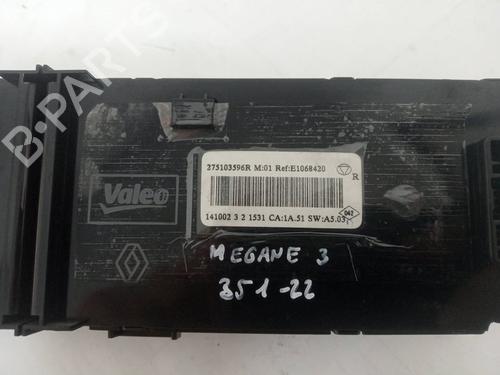 B-PARTS
275103596R M:01 Ref:E1068420
R
Valeo
141002 3 2 1531 CA:1A.51 SW:A5.03
042
MEGANE 3
351-22